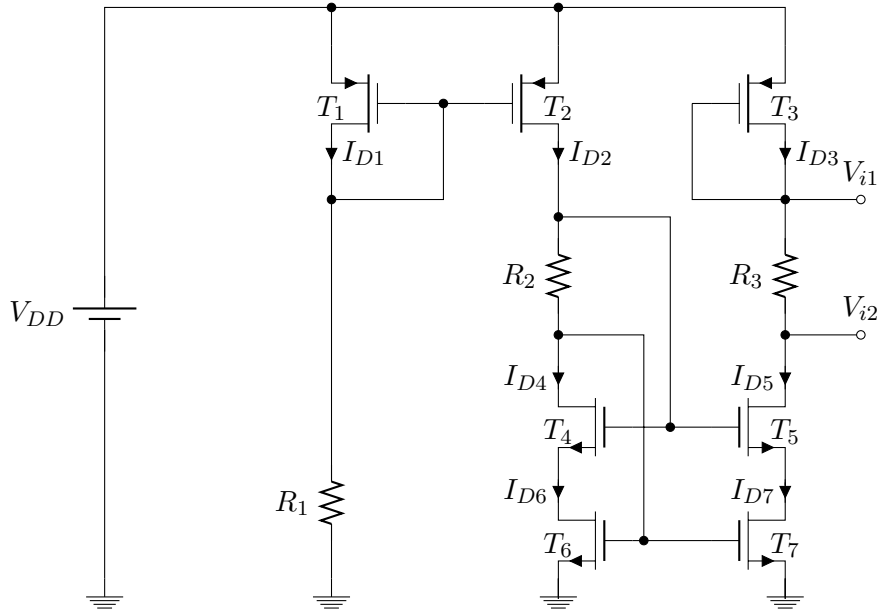 T1
T2
T3
ID1
ID2
ID3
Vi1
R2
R3
VDD
Vi2
ID4
ID5
T4
T5
R1
ID6
ID7
T6
T7